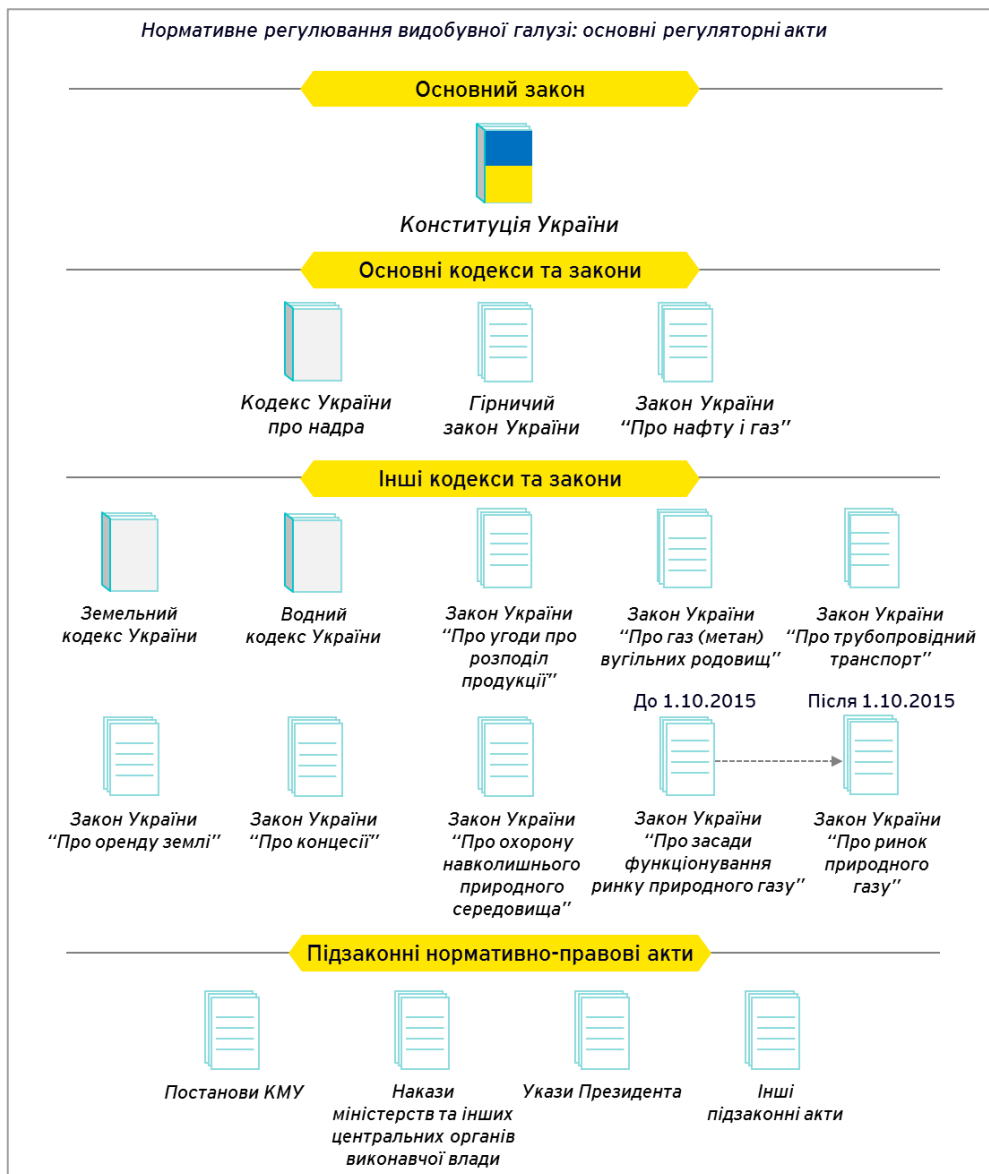 Нормативне регулювання видобувної галузі: основні регуляторні акти
Основний закон
Конституція України
Основні кодекси та закони
Кодекс України
про надра
Гірничий
закон України
Закон України
“Про нафту і газ”
Інші кодекси та закони
Земельний
кодекс України
Водний
кодекс України
Закон України
“Про угоди про
розподіл
продукції”
Закон України
“Про газ (метан)
вугільних родовищ”
Закон України
“Про трубопровідний
транспорт”
До 1.10.2015
Після 1.10.2015
Закон України
“Про оренду землі”
Закон України
“Про концесії”
Закон України
“Про охорону
навколишнього
природного
середовища”
Закон України
“Про засади
функціонування
ринку природного газу”
Закон України
“Про ринок
природного
газу”
Підзаконні нормативно-правові акти
Постанови КМУ
Накази
міністерств та інших
центральних органів
виконавчої влади
Укази Президента
Інші
підзаконні акти